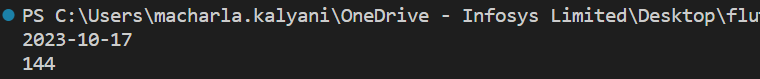 PS C:\Users\macharla.kalyani\OneDrive - Infosys Limited\Desktop\flu
2023-10-17
144